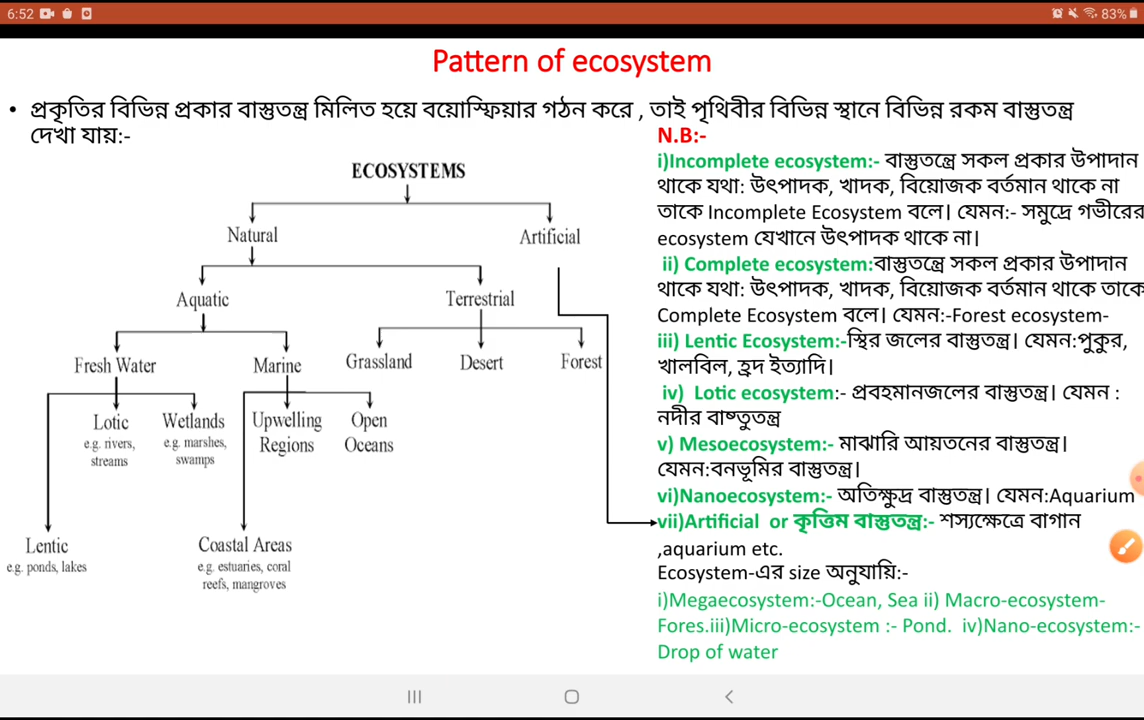 6:52
83%
Pattern of ecosystem
• প্রকৃতির বিভিন্ন প্রকার বাস্তুতন্ত্র মিলিত হয়ে বয়োস্ফিয়ার গঠন করে , তাই পৃথিবীর বিভিন্ন স্থানে বিভিন্ন রকম বাস্তুতন্ত্র
দেখা যায়:-
ECOSYSTEMS
Natural
Artificial
Aquatic
Terrestrial
Fresh Water
Marine
Grassland
Desert
Forest
Lotic
e.g. rivers,
streams
Wetlands
e.g. marshes,
swamps
Upwelling
Regions
Open
Oceans
Lentic
e.g. ponds, lakes
Coastal Areas
e.g. estuaries, coral
reefs, mangroves
N.B:-
i)Incomplete ecosystem:- বাস্তুতন্ত্রে সকল প্রকার উপাদান
থাকে যথা: উৎপাদক, খাদক, বিয়োজক বর্তমান থাকে না
তাকে Incomplete Ecosystem বলে। যেমন:- সমুদ্রে গভীরের
ecosystem যেখানে উৎপাদক থাকে না।
ii) Complete ecosystem:বাস্তুতন্ত্রে সকল প্রকার উপাদান
থাকে যথা: উৎপাদক, খাদক, বিয়োজক বর্তমান থাকে তাকে
Complete Ecosystem বলে। যেমন:-Forest ecosystem-
iii) Lentic Ecosystem:-স্থির জলের বাস্তুতন্ত্র। যেমন:পুকুর,
খালবিল, হ্রদ ইত্যাদি।
iv) Lotic ecosystem:- প্রবহমানজলের বাস্তুতন্ত্র। যেমন :
নদীর বাষ্তুতন্ত্র
v) Mesoecosystem:- মাঝারি আয়তনের বাস্তুতন্ত্র।
যেমন:বনভূমির বাস্তুতন্ত্র।
vi)Nanoecosystem:- অতিক্ষুদ্র বাস্তুতন্ত্র। যেমন:Aquarium
vii)Artificial or কৃত্তিম বাস্তুতন্ত্র:- শস্যক্ষেত্রে বাগান
,aquarium etc.
Ecosystem-এর size অনুযায়ি:-
i)Megaecosystem:-Ocean, Sea ii) Macro-ecosystem-
Fores.iii)Micro-ecosystem :- Pond. iv)Nano-ecosystem:-
Drop of water